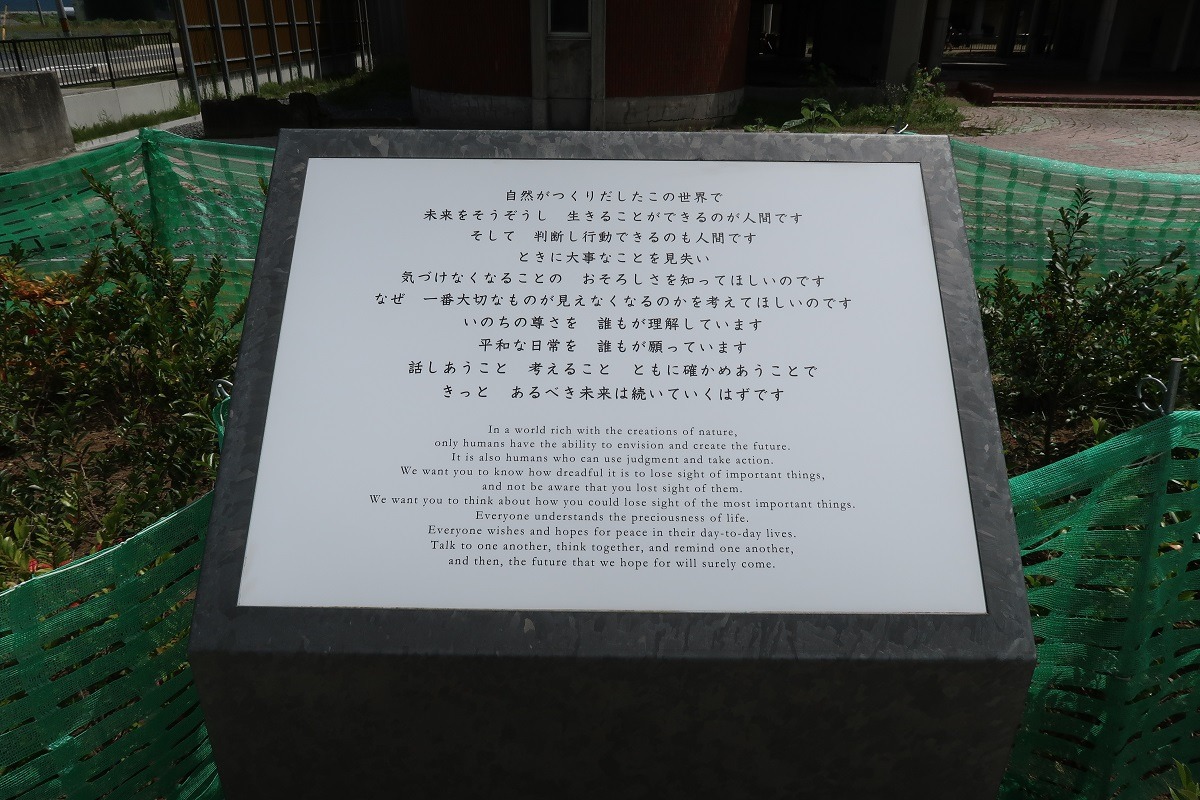 自然がつくりだしたこの世界で
未来をそうぞうし　生きることができるのが人間です
そして　判断し行動できるのも人間です
ときに大事なことを見失い
気づけなくなることの　おそろしさを知ってほしいのです
なぜ　一番大切なものが見えなくなるのかを考えてほしいのです
いのちの尊さを　誰もが理解しています
平和な日常を　誰もが願っています
話しあうこと　考えること　ともに確かめあうことで
きっと　あるべき未来は続いていくはずです
In a world rich with the creations of nature,
only humans have the ability to envision and create the future.
It is also humans who can use judgment and take action.
We want you to know how dreadful it is to lose sight of important things,
and not be aware that you lost sight of them.
We want you to think about how you could lose sight of the most important things.
Everyone understands the preciousness of life.
Everyone wishes and hopes for peace in their day-to-day lives.
Talk to one another, think together, and remind one another,
and then, the future that we hope for will surely come.